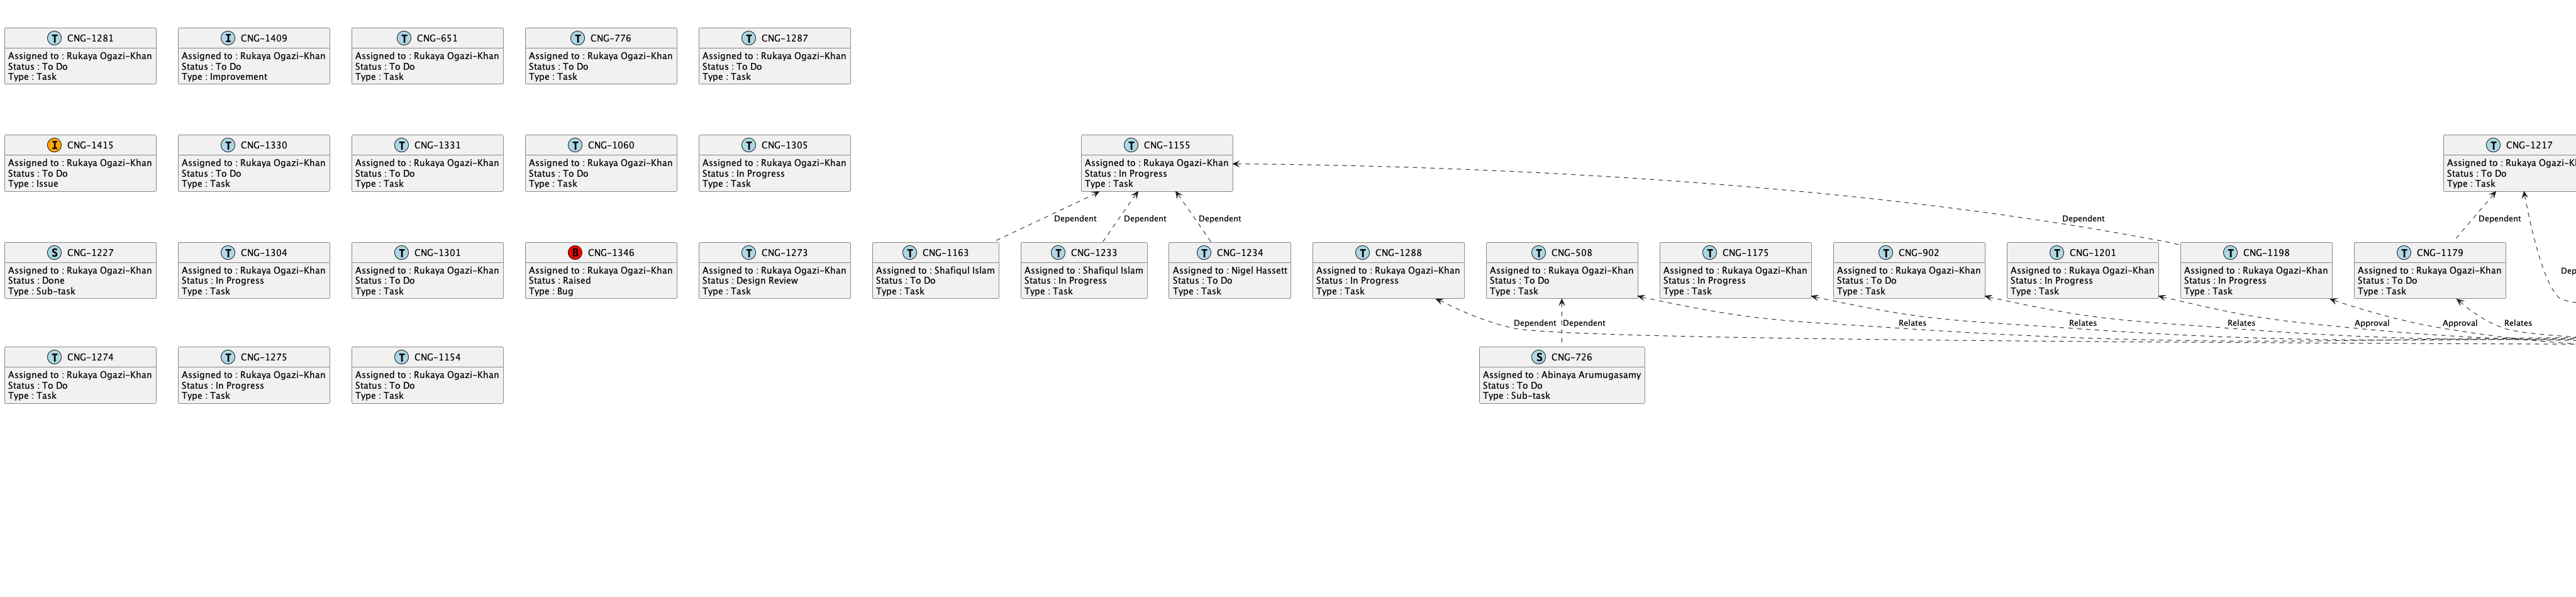 T CNG-1281
Assigned to : Rukaya Ogazi-Khan
Status : To Do
Type : Task
I CNG-1409
Assigned to : Rukaya Ogazi-Khan
Status : To Do
Type : Improvement
T CNG-651
Assigned to : Rukaya Ogazi-Khan
Status : To Do
Type : Task
T CNG-776
Assigned to : Rukaya Ogazi-Khan
Status : To Do
Type : Task
T CNG-1287
Assigned to : Rukaya Ogazi-Khan
Status : To Do
Type : Task
I CNG-1415
Assigned to : Rukaya Ogazi-Khan
Status : To Do
Type : Issue
T CNG-1330
Assigned to : Rukaya Ogazi-Khan
Status : To Do
Type : Task
T CNG-1331
Assigned to : Rukaya Ogazi-Khan
Status : To Do
Type : Task
T CNG-1060
Assigned to : Rukaya Ogazi-Khan
Status : To Do
Type : Task
T CNG-1305
Assigned to : Rukaya Ogazi-Khan
Status : In Progress
Type : Task
T CNG-1155
Assigned to : Rukaya Ogazi-Khan
Status : In Progress
Type : Task
T CNG-1217
Assigned to : Rukaya Ogazi-K
Status : To Do
Type : Task
Dependent
Dependent
Dependent
Dependent
Dependent
S CNG-1227
Assigned to : Rukaya Ogazi-Khan
Status : Done
Type : Sub-task
T CNG-1304
Assigned to : Rukaya Ogazi-Khan
Status : In Progress
Type : Task
T CNG-1301
Assigned to : Rukaya Ogazi-Khan
Status : To Do
Type : Task
B CNG-1346
Assigned to : Rukaya Ogazi-Khan
Status : Raised
Type : Bug
T CNG-1273
Assigned to : Rukaya Ogazi-Khan
Status : Design Review
Type : Task
T CNG-1163
Assigned to : Shafiqul Islam
Status : To Do
Type : Task
T CNG-1233
Assigned to : Shafiqul Islam
Status : In Progress
Type : Task
T CNG-1234
Assigned to : Nigel Hassett
Status : To Do
Type : Task
T CNG-1288
Assigned to : Rukaya Ogazi-Khan
Status : In Progress
Type : Task
T CNG-508
Assigned to : Rukaya Ogazi-Khan
Status : To Do
Type : Task
T CNG-1175
Assigned to : Rukaya Ogazi-Khan
Status : In Progress
Type : Task
T CNG-902
Assigned to : Rukaya Ogazi-Khan
Status : To Do
Type : Task
T CNG-1201
Assigned to : Rukaya Ogazi-Khan
Status : In Progress
Type : Task
T CNG-1198
Assigned to : Rukaya Ogazi-Khan
Status : In Progress
Type : Task
T CNG-1179
Assigned to : Rukaya Ogazi-Khan
Status : To Do
Type : Task
Dep
Dependent
Dependent
Relates
Relates
Relates
Approval
Approval
Relates
T CNG-1274
Assigned to : Rukaya Ogazi-Khan
Status : To Do
Type : Task
T CNG-1275
Assigned to : Rukaya Ogazi-Khan
Status : In Progress
Type : Task
T CNG-1154
Assigned to : Rukaya Ogazi-Khan
Status : To Do
Type : Task
S CNG-726
Assigned to : Abinaya Arumugasamy
Status : To Do
Type : Sub-task